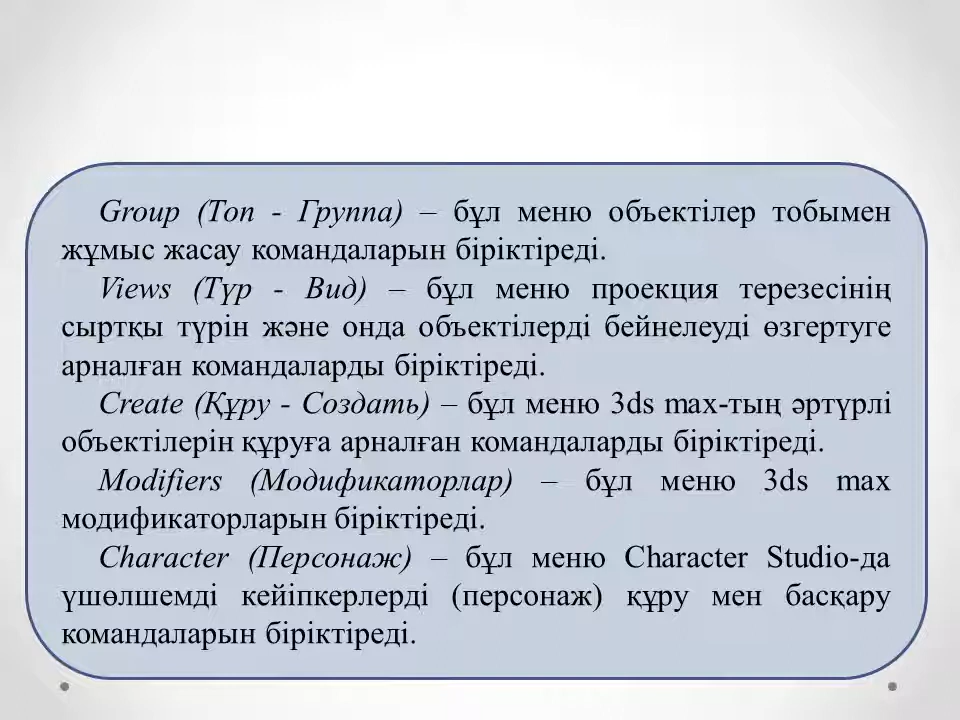 Group (Топ - Группа) – бұл меню объектілер тобымен
жұмыс жасау командаларын біріктіреді.
Views (Түр - Вид) – бұл меню проекция терезесінің
сыртқы түрін және онда объектілерді бейнелеуді өзгертуге
арналған командаларды біріктіреді.
Create (Құру - Создать) – бұл меню 3ds max-тың әртүрлі
объектілерін құруға арналған командаларды біріктіреді.
Modifiers (Модификаторлар) – бұл меню 3ds max
модификаторларын біріктіреді.
Character (Персонаж) – бұл меню Character Studio-да
үшөлшемді кейіпкерлерді (персонаж) құру мен басқару
командаларын біріктіреді.